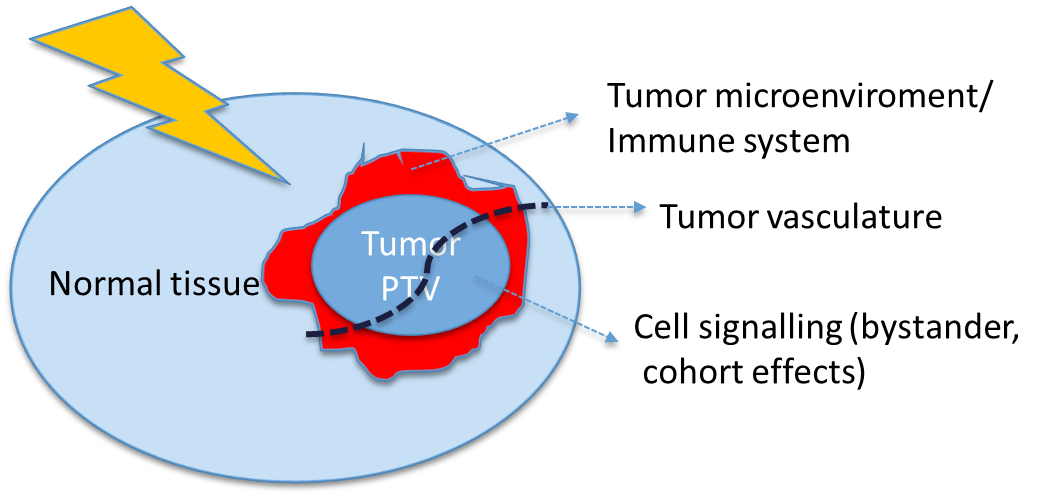 Tumor microenviroment/
Immune system
Tumor vasculature
Tumor
PTV
Normal tissue
Cell signalling (bystander,
cohort effects)